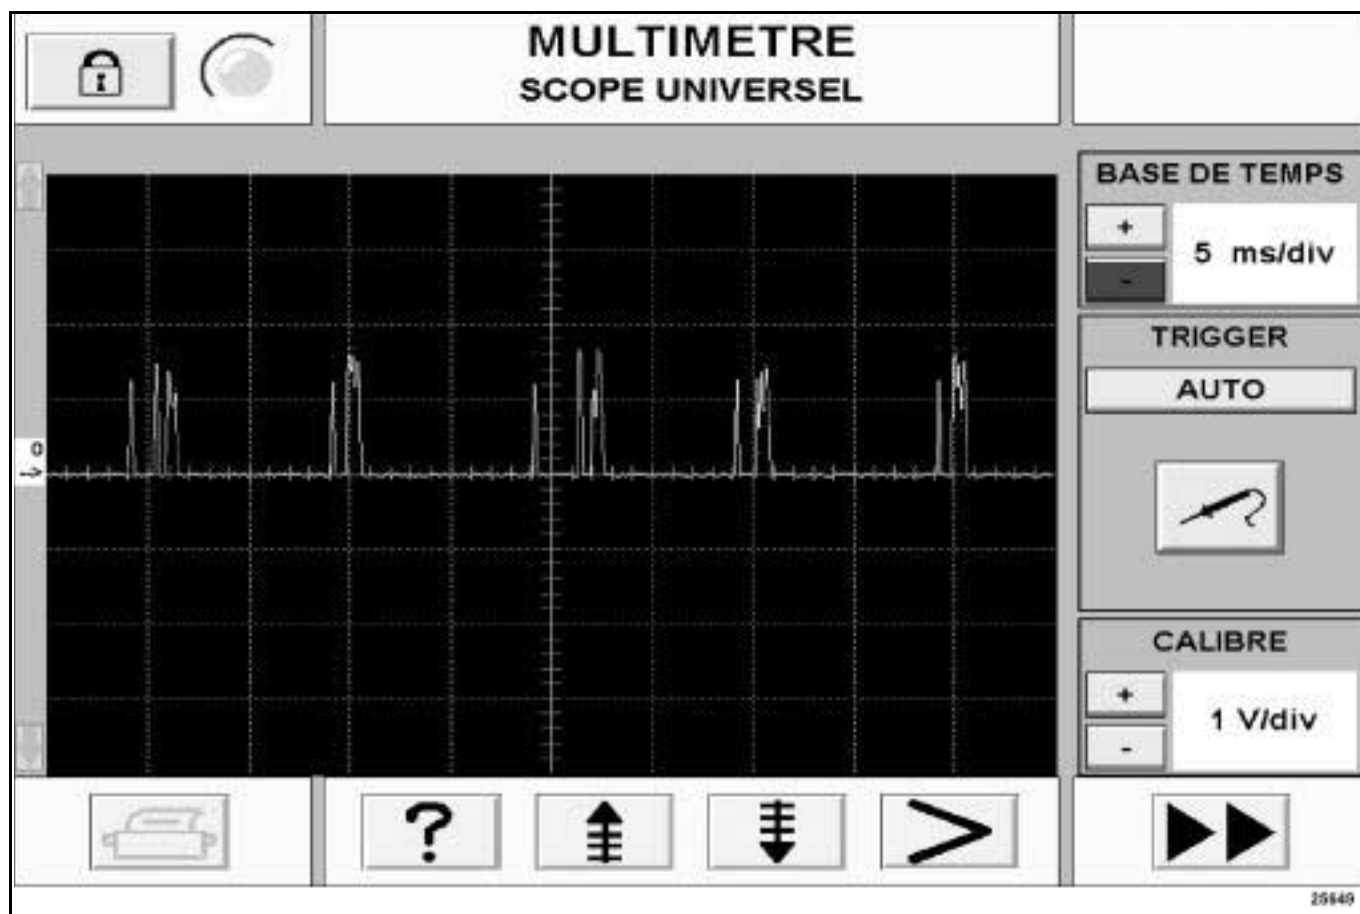 MULTIMETRE
SCOPE UNIVERSEL
BASE DE TEMPS
+
5 ms/div
-
TRIGGER
AUTO
0
-->
CALIBRE
+
1 V/div
-
?
>
25649